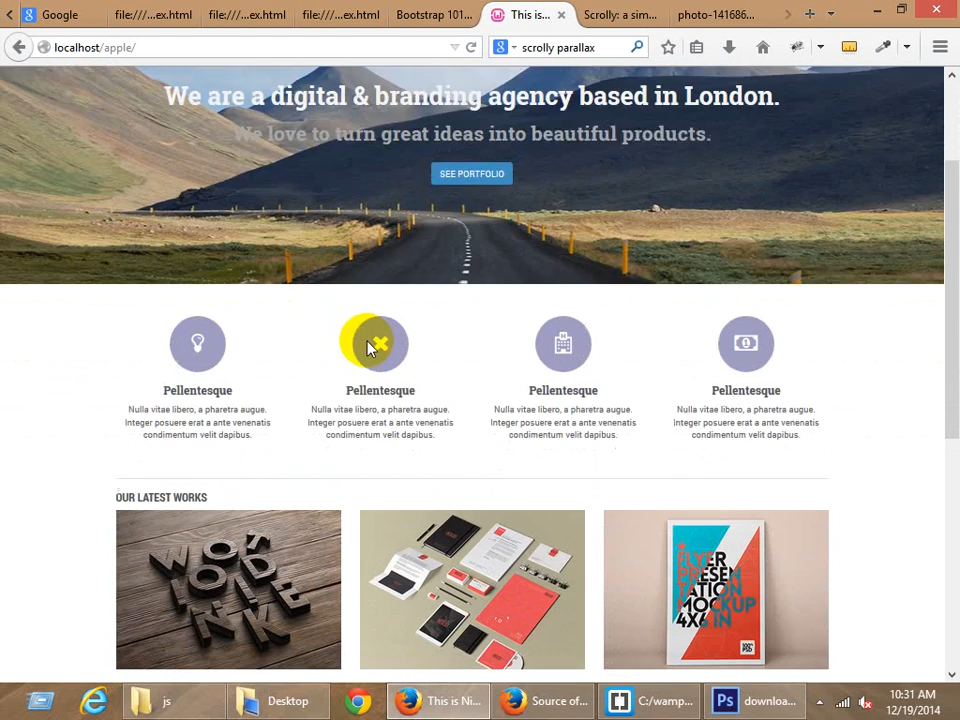 Google
file:///...ex.html
file:///...ex.html
file:///...ex.html
Bootstrap 101...
This is...
Scrolly: a sim...
photo-141686...
localhost/apple/
scrolly parallax
We are a digital & branding agency based in London.
We love to turn great ideas into beautiful products.
SEE PORTFOLIO
Pellentesque
Nulla vitae libero, a pharetra augue.
Integer posuere erat a ante venenatis
condimentum velit dapibus.
Pellentesque
Nulla vitae libero, a pharetra augue.
Integer posuere erat a ante venenatis
condimentum velit dapibus.
Pellentesque
Nulla vitae libero, a pharetra augue.
Integer posuere erat a ante venenatis
condimentum velit dapibus.
Pellentesque
Nulla vitae libero, a pharetra augue.
Integer posuere erat a ante venenatis
condimentum velit dapibus.
OUR LATEST WORKS
FLYER
PRESEN
TATION
MOCKUP
4X6 IN
js
Desktop
This is Ni...
Source of...
C:/wamp...
Ps
downloa...
10:31 AM
12/19/2014